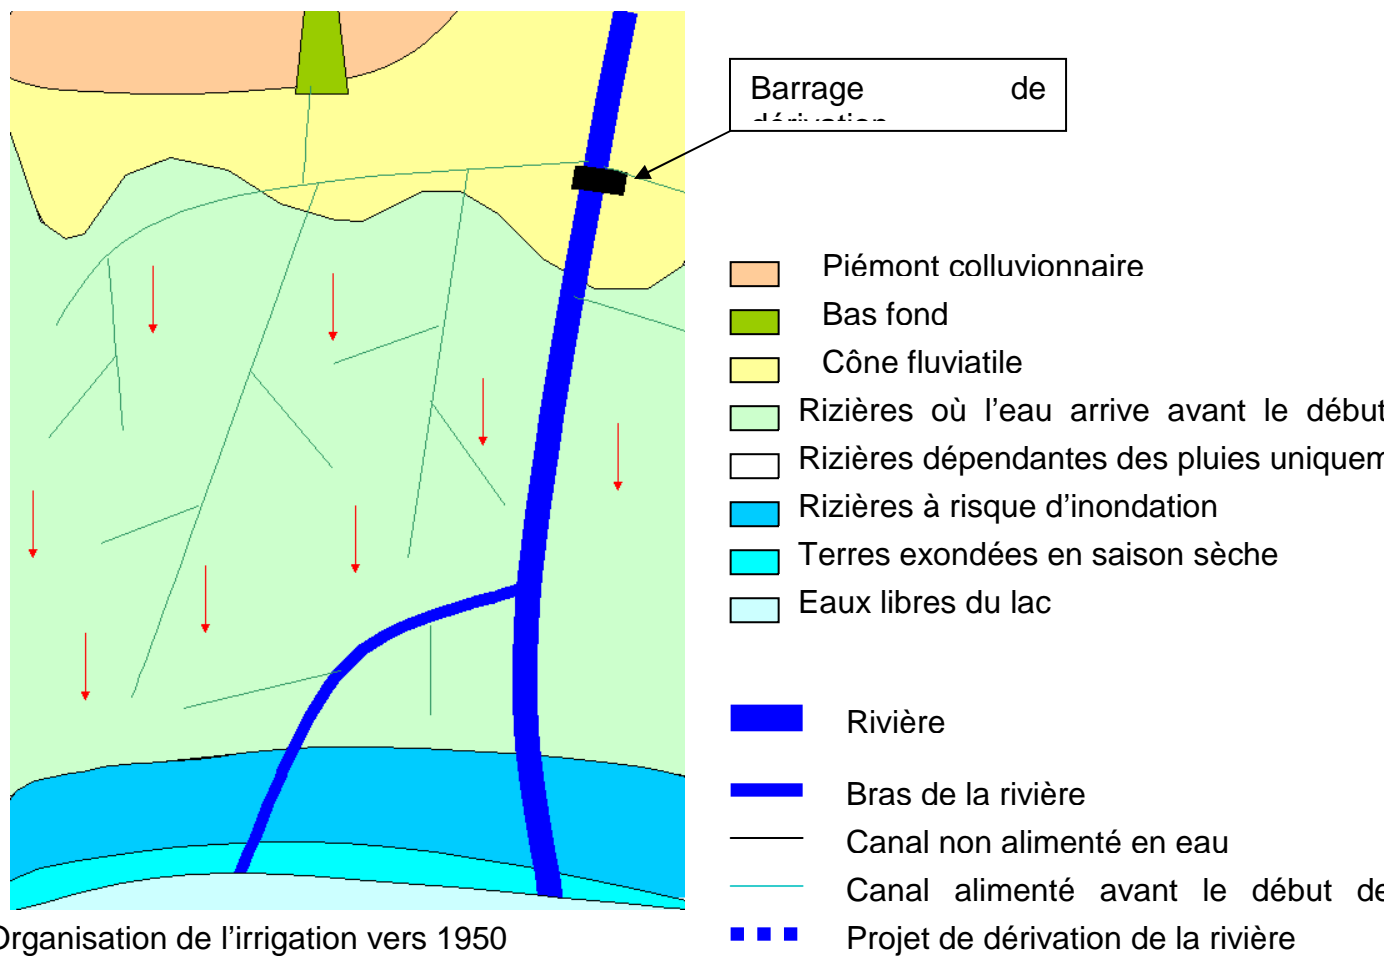 Barrage de
dérivation
Piémont colluvionnaire
Bas fond
Cône fluviatile
Rizières où l'eau arrive avant le début
Rizières dépendantes des pluies uniquem
Rizières à risque d'inondation
Terres exondées en saison sèche
Eaux libres du lac
Rivière
Bras de la rivière
Canal non alimenté en eau
Canal alimenté avant le début de
Projet de dérivation de la rivière
Organisation de l'irrigation vers 1950